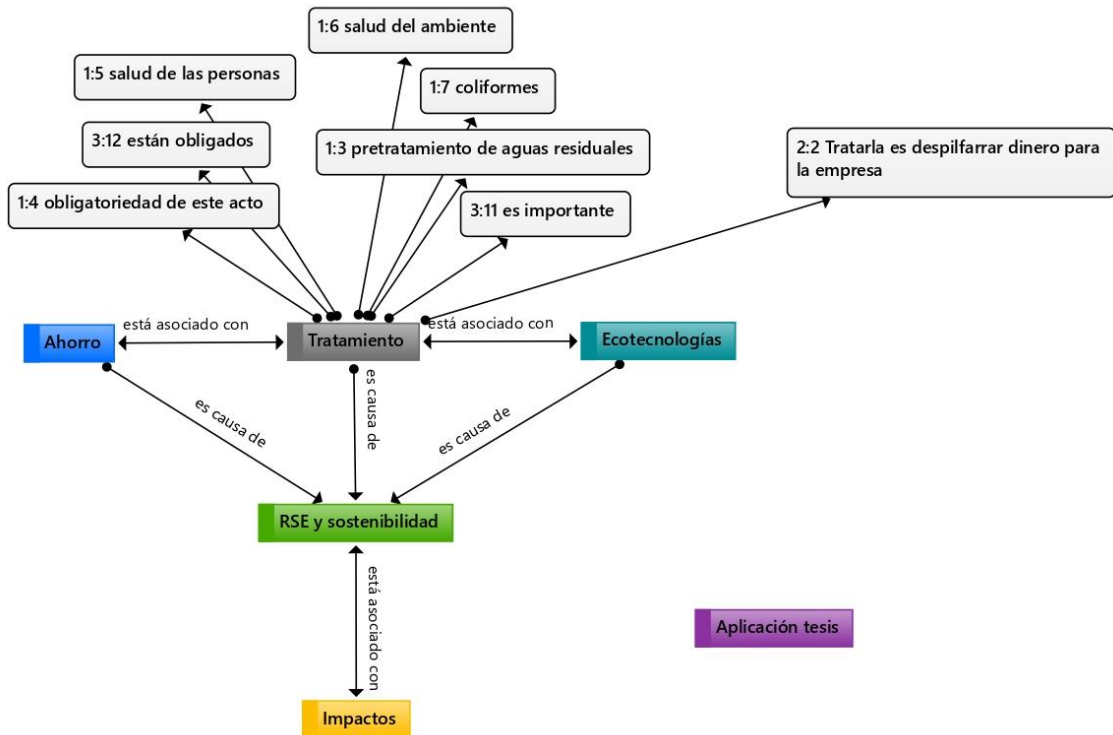 1:6 salud del ambiente
1:5 salud de las personas
1:7 coliformes
3:12 están obligados
1:3 pretratamiento de aguas residuales
2:2 Tratarla es despilfarrar dinero para
la empresa
1:4 obligatoriedad de este acto
3:11 es importante
está asociado con
está asociado con
Ahorro
Tratamiento
Ecotecnologías
es causa de
es causa de
es causa de
RSE y sostenibilidad
está asociado con
Aplicación tesis
Impactos